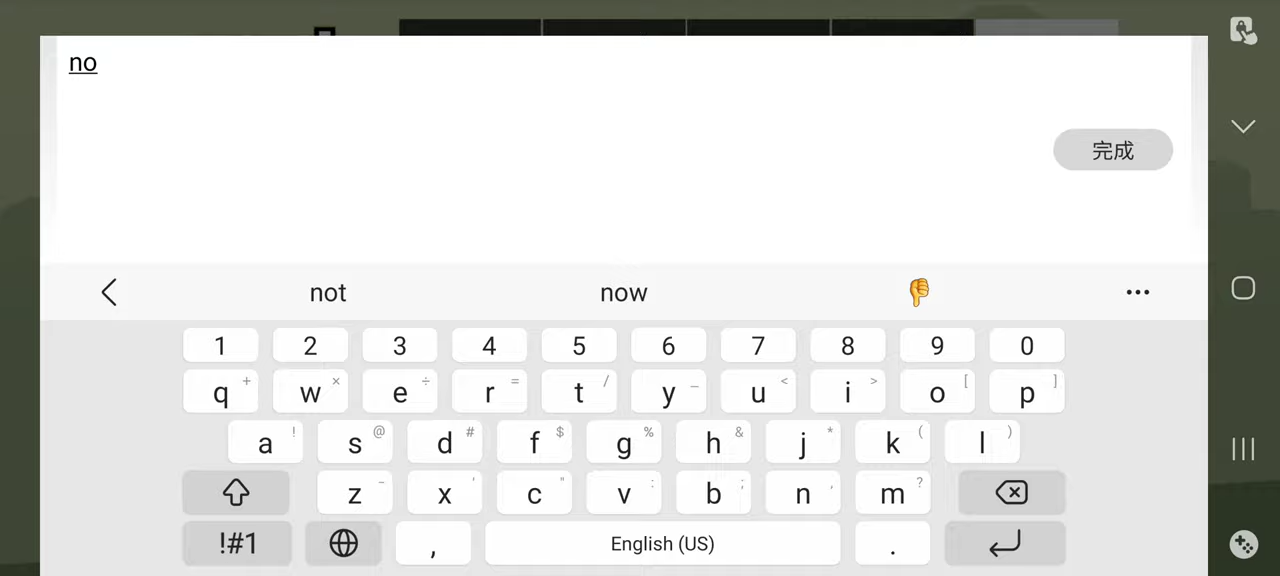 no
完成
not now
1 2 3 4 5 6 7 8 9 0
+ × ÷ = / _ < > [ ]
q w e r t y u i o p
! @ # $ % & * ( )
a s d f g h j k l
- ' " : ; , ?
z x c v b n m
!#1 , English (US) .